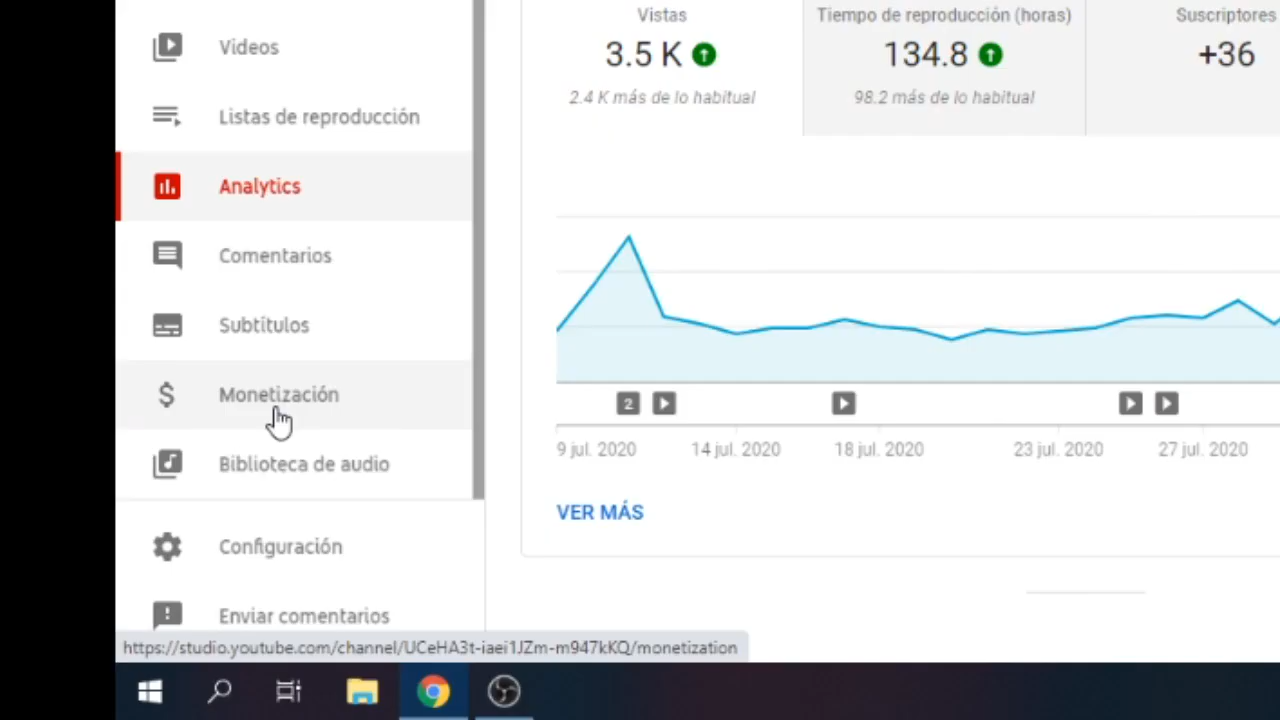 Videos
Listas de reproducción
Analytics
Comentarios
Subtítulos
Monetización
Biblioteca de audio
Configuración
Enviar comentarios
Vistas
3.5 K
2.4 K más de lo habitual
Tiempo de reproducción (horas)
134.8
98.2 más de lo habitual
Suscriptores
+36
2
9 jul. 2020
14 jul. 2020
18 jul. 2020
23 jul. 2020
27 jul. 2020
VER MÁS
https://studio.youtube.com/channel/UCeHA3t-iaei1JZm-m947kKQ/monetization